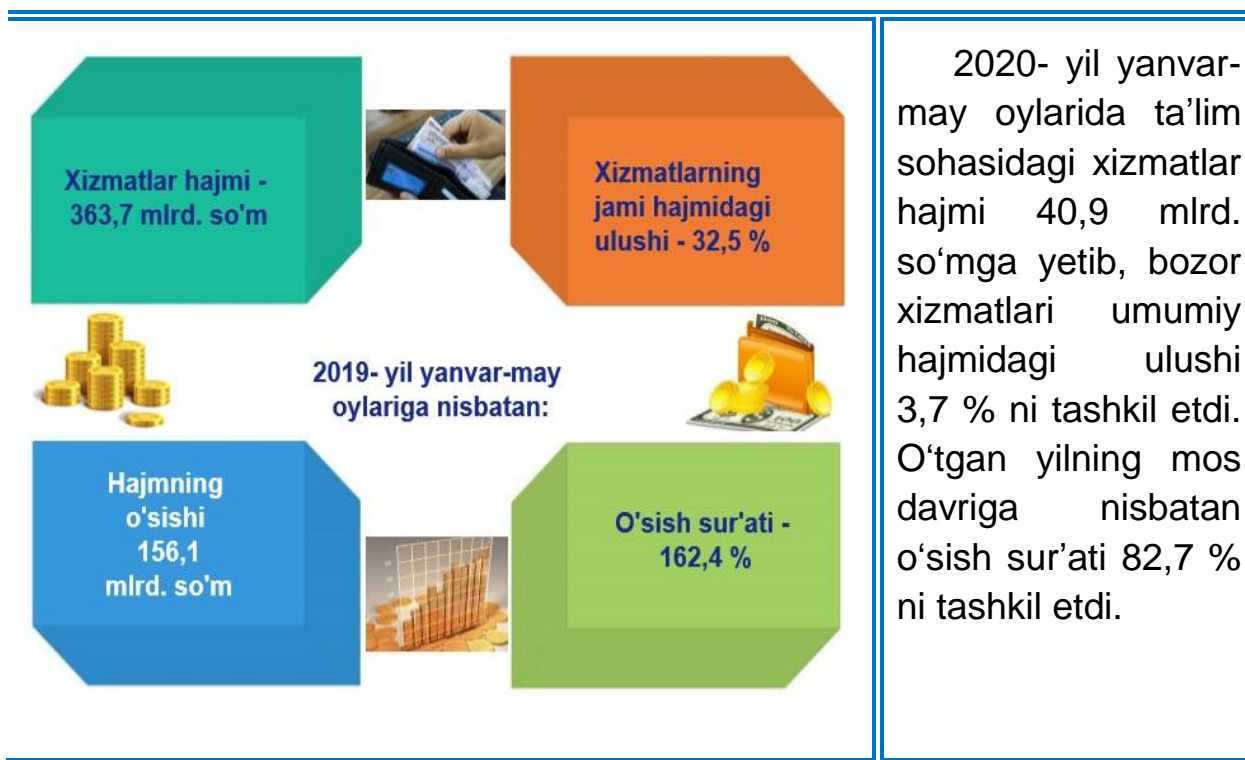 Xizmatlar hajmi -
363,7 mlrd. so'm
Xizmatlarning
jami hajmidagi
ulushi - 32,5 %
2019- yil yanvar-may
oylariga nisbatan:
Hajmning
o'sishi
156,1
mlrd. so'm
O'sish sur'ati -
162,4 %
2020- yil yanvar-
may oylarida ta’lim
sohasidagi xizmatlar
hajmi 40,9 mlrd.
so‘mga yetib, bozor
xizmatlari umumiy
hajmidagi ulushi
3,7 % ni tashkil etdi.
O‘tgan yilning mos
davriga nisbatan
o‘sish sur’ati 82,7 %
ni tashkil etdi.